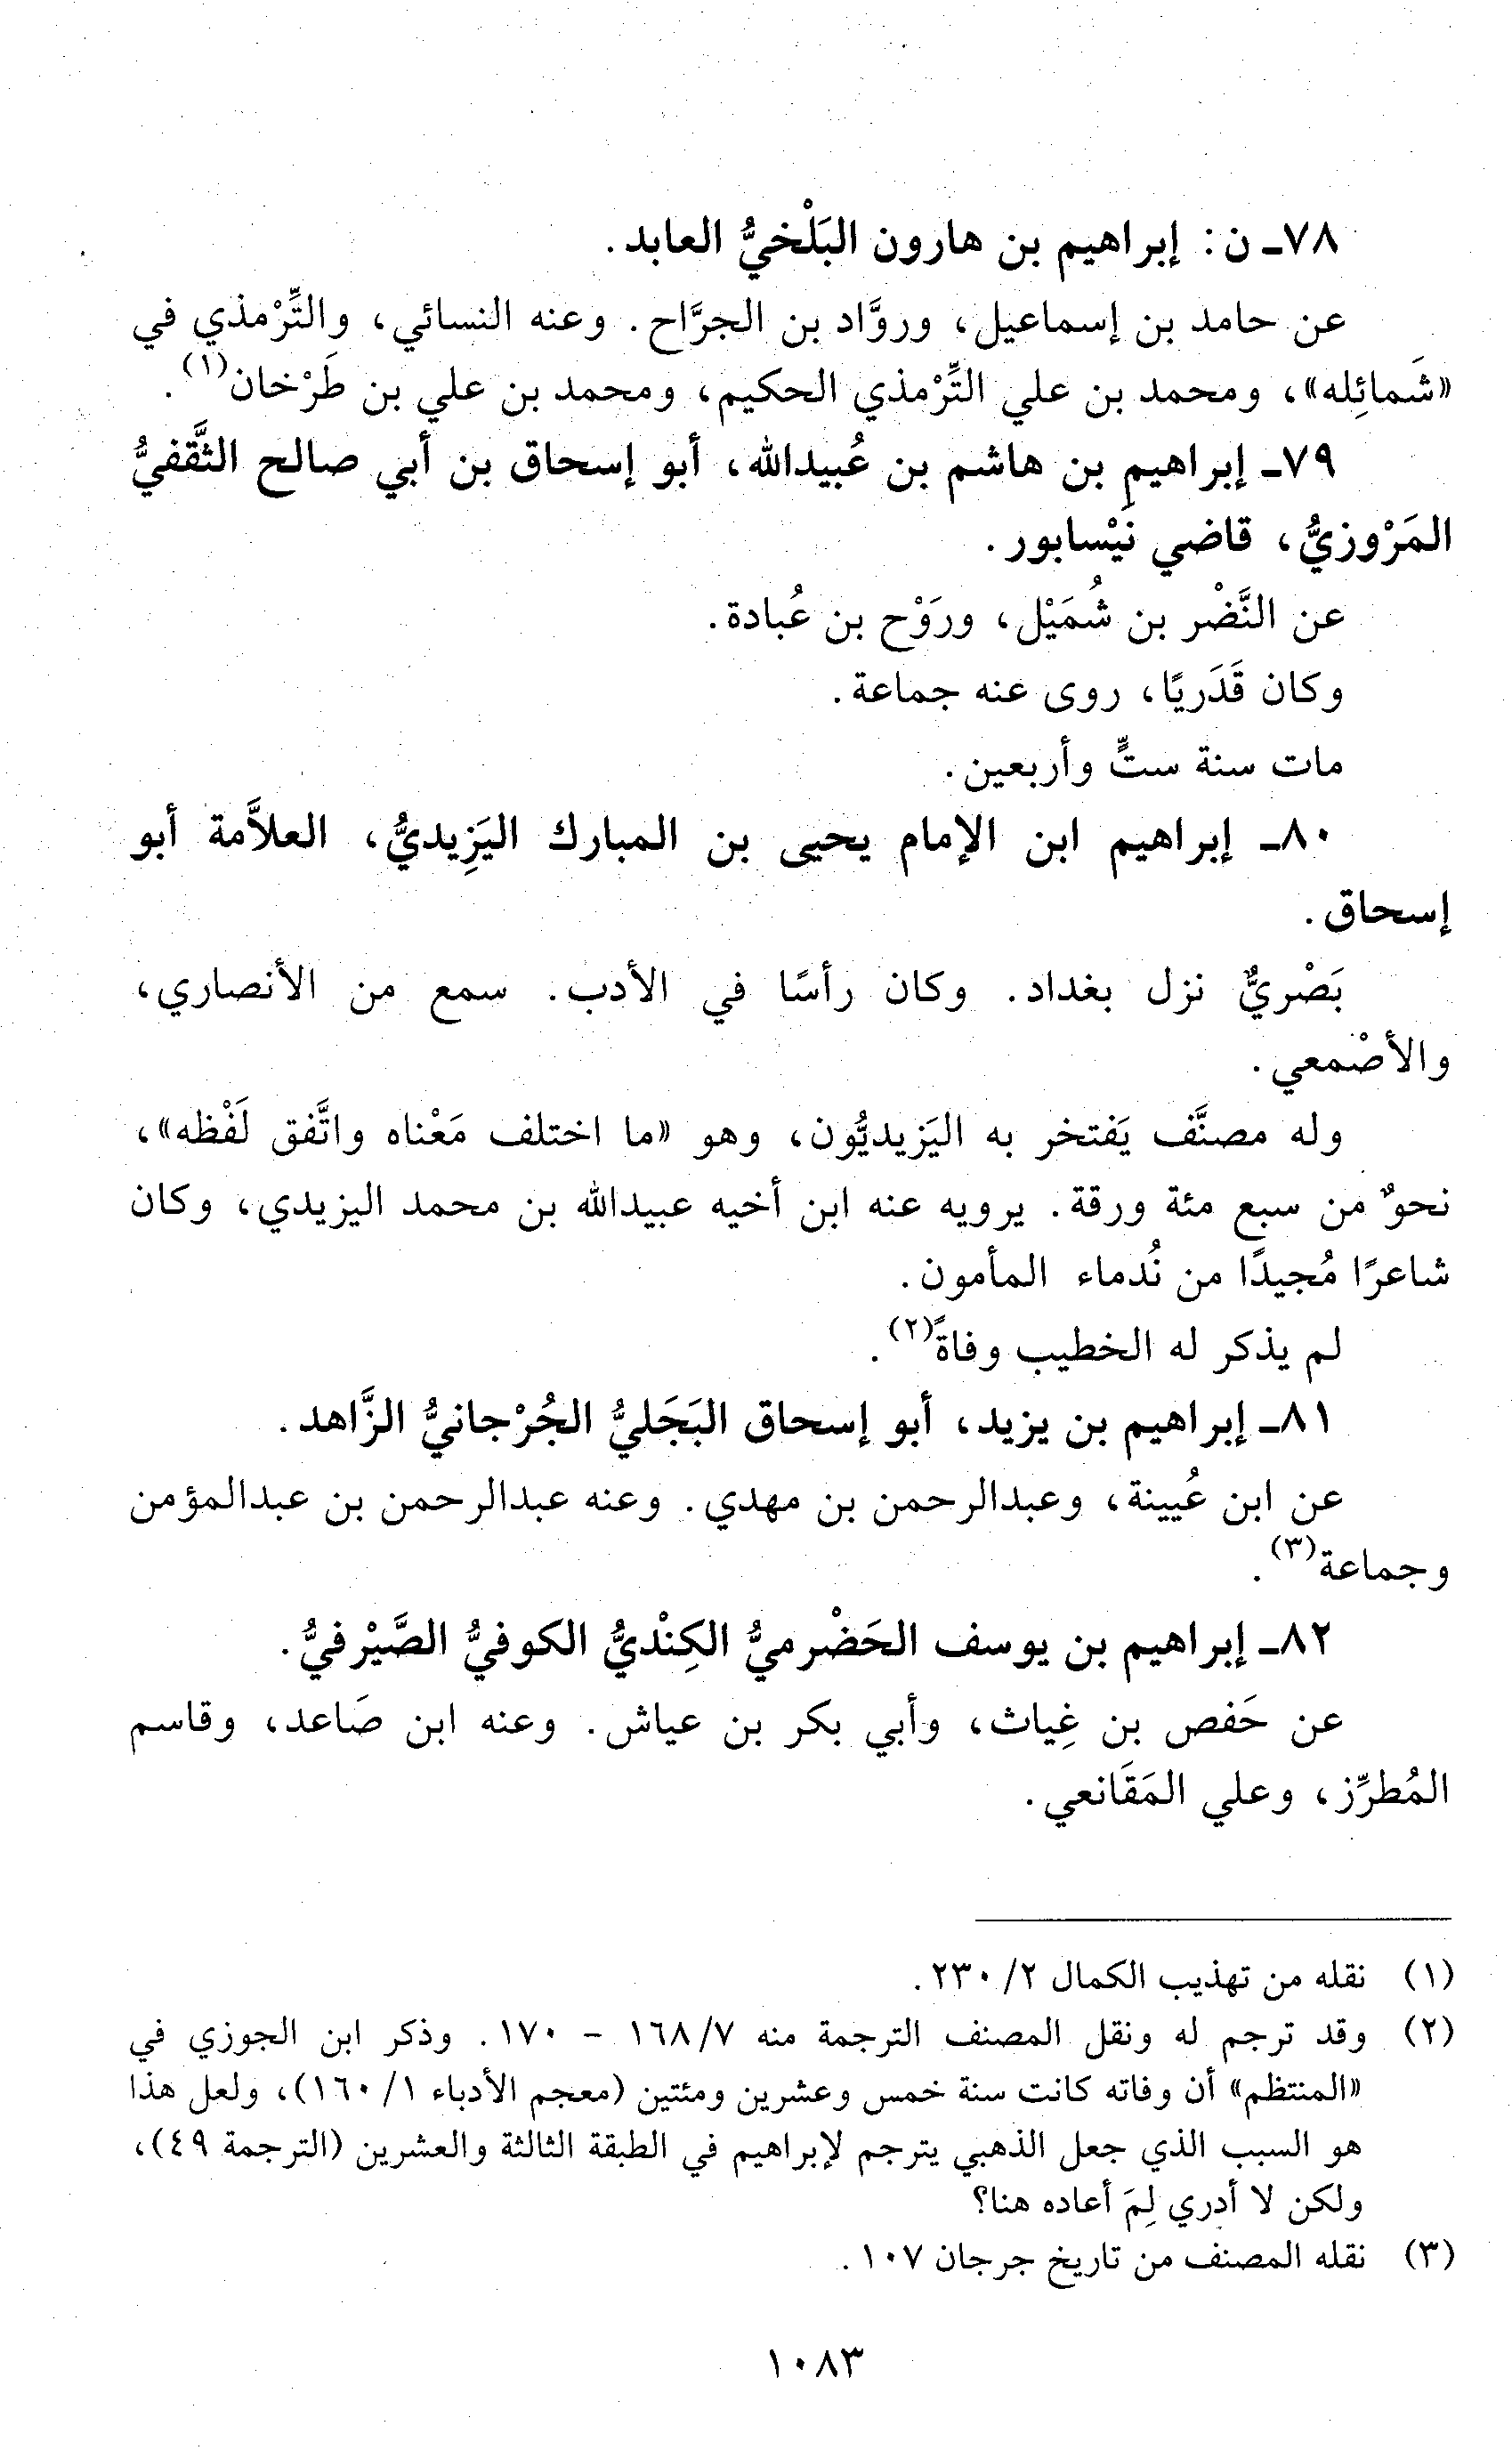 ٧٨ـ ن: إبراهيم بن هارون البَلْخيُّ العابد.
عن حامد بن إسماعيل، وروَّاد بن الجرَّاح. وعنه النسائي، والتِّرْمذي في
«شَمائِله»، ومحمد بن علي التِّرْمذي الحكيم، ومحمد بن علي بن طَرْخان(١).
٧٩ـ إبراهيم بن هاشم بن عُبيدالله، أبو إسحاق بن أبي صالح الثَّقَفيُّ
المَرْوزيُّ، قاضي نَيْسابور.
عن النَّضْر بن شُمَيْل، ورَوْح بن عُبادة.
وكان قَدَريًا، روى عنه جماعة.
مات سنة ستٍّ وأربعين.
٨٠ـ إبراهيم ابن الإمام يحيى بن المبارك اليَزِيديُّ، العلاَّمة أبو
إسحاق.
بَصْريٌّ نزل بغداد. وكان رأسًا في الأدب. سمع من الأنصاري،
والأصْمعي.
وله مصنَّف يَفتخر به اليَزيديُّون، وهو «ما اختلف مَعْناه واتَّفق لَفْظه»،
نحوٌ من سبع مئة ورقة. يرويه عنه ابن أخيه عبيدالله بن محمد اليزيدي، وكان
شاعرًا مُجيدًا من نُدماء المأمون.
لم يذكر له الخطيب وفاةً(٢).
٨١ـ إبراهيم بن يزيد، أبو إسحاق البَجَليُّ الجُرْجانيُّ الزَّاهد.
عن ابن عُيينة، وعبدالرحمن بن مهدي. وعنه عبدالرحمن بن عبدالمؤمن
وجماعة(٣).
٨٢ـ إبراهيم بن يوسف الحَضْرميُّ الكِنْديُّ الكوفيُّ الصَّيْرفيُّ.
عن حَفص بن غِياث، وأبي بكر بن عياش. وعنه ابن صَاعد، وقاسم
المُطرِّز، وعلي المَقَانعي.
(١) نقله من تهذيب الكمال ٢/ ٢٣٠.
(٢) وقد ترجم له ونقل المصنف الترجمة منه ٧/ ١٦٨ - ١٧٠. وذكر ابن الجوزي في
«المنتظم» أن وفاته كانت سنة خمس وعشرين ومئتين (معجم الأدباء ١/ ١٦٠)، ولعل هذا
هو السبب الذي جعل الذهبي يترجم لإبراهيم في الطبقة الثالثة والعشرين (الترجمة ٤٩)،
ولكن لا أدري لِمَ أعاده هنا؟
(٣) نقله المصنف من تاريخ جرجان ١٠٧.
١٠٨٣